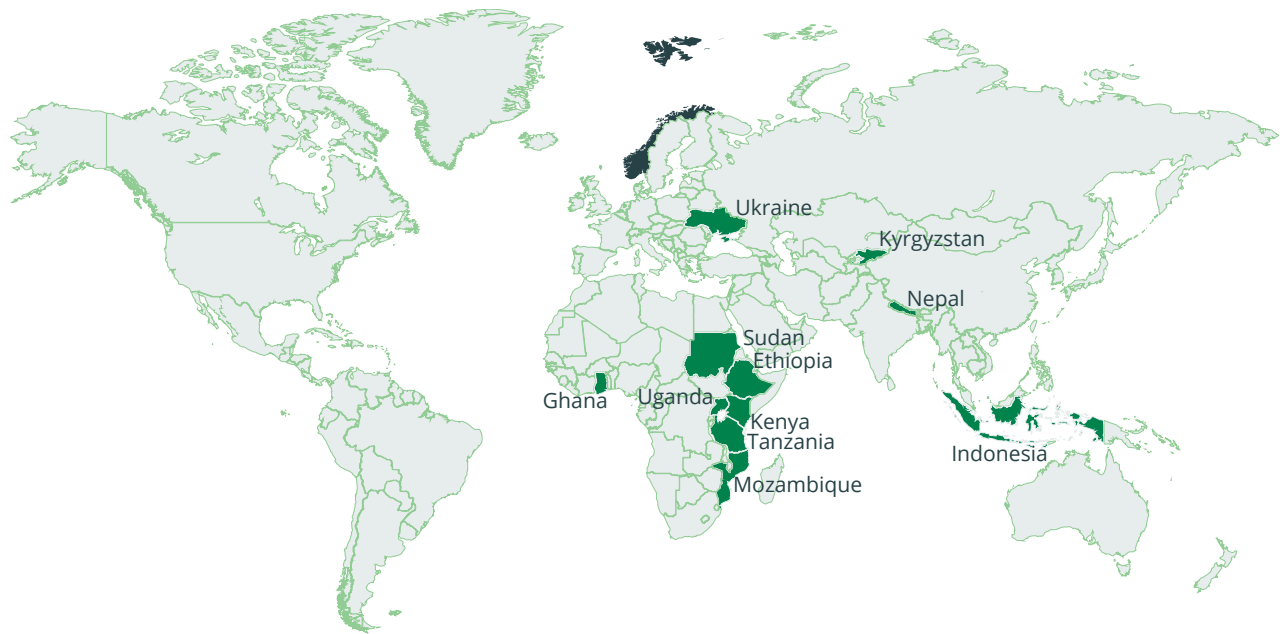 Ukraine
Kyrgyzstan
Nepal
Sudan
Ethiopia
Ghana
Uganda
Kenya
Tanzania
Indonesia
Mozambique